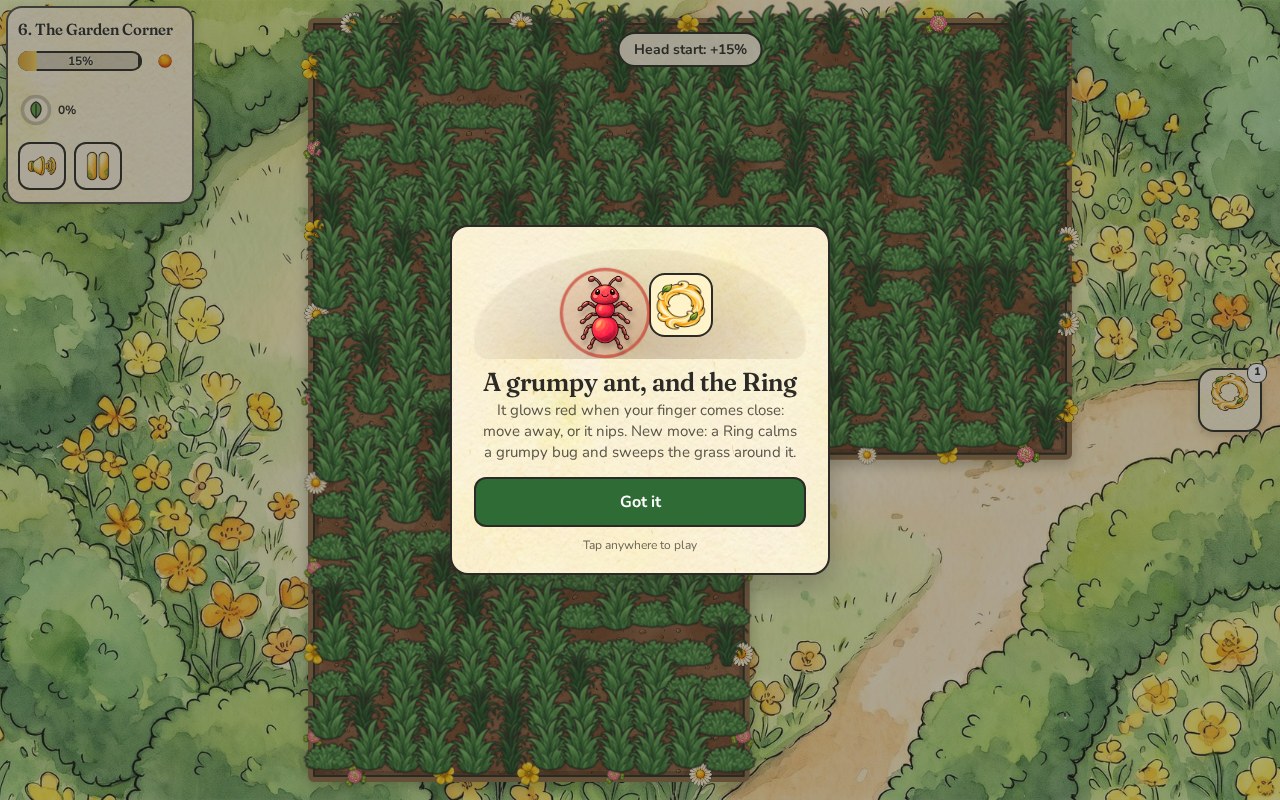 6. The Garden Corner
15%
0%
Head start: +15%
1
A grumpy ant, and the Ring
It glows red when your finger comes close:
move away, or it nips. New move: a Ring calms
a grumpy bug and sweeps the grass around it.
Got it
Tap anywhere to play